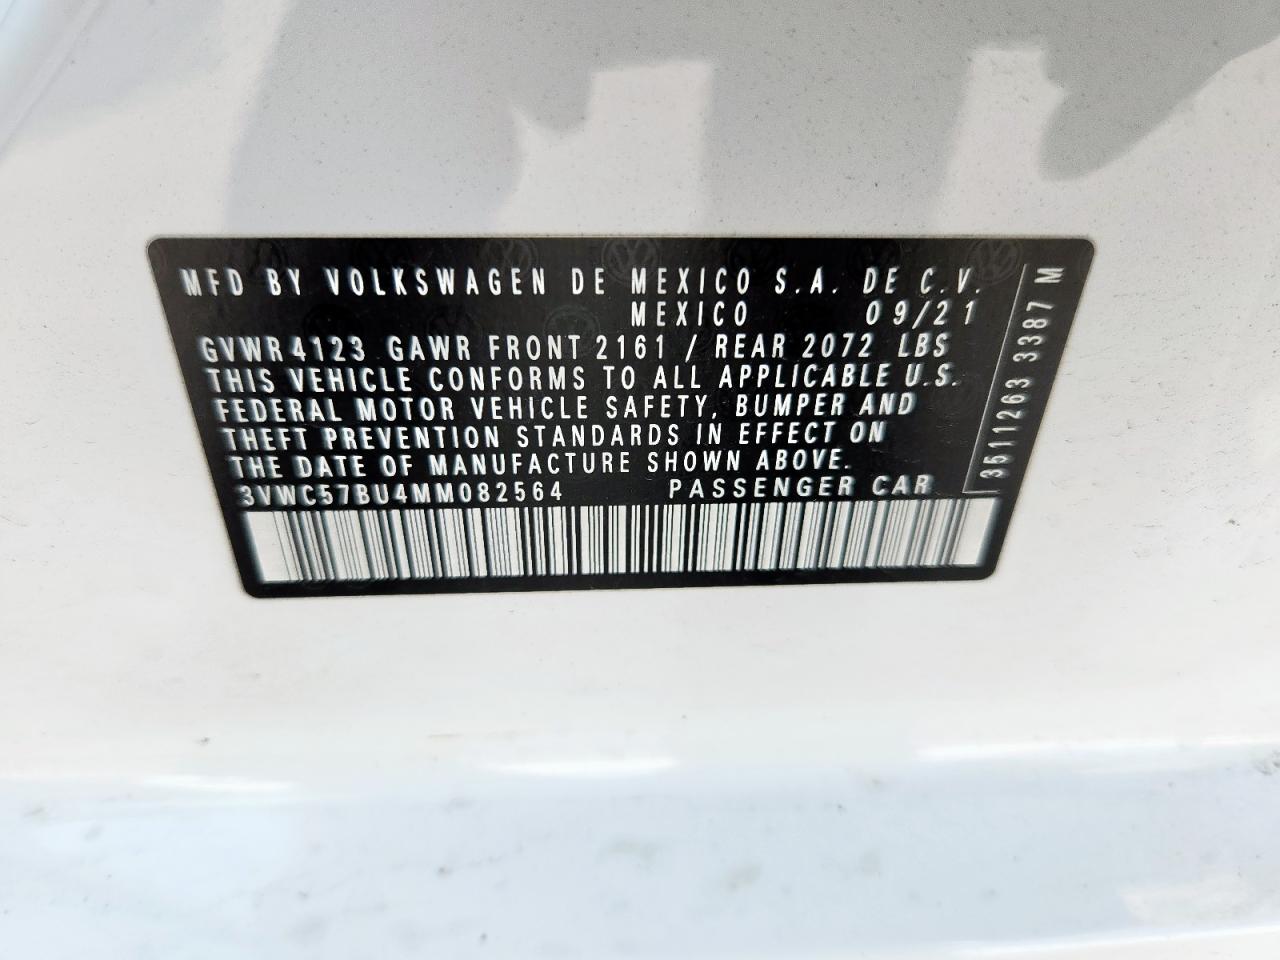 MFD BY VOLKSWAGEN DE MEXICO S.A. DE C.V.
MEXICO 09/21
GVWR 4123 GAWR FRONT 2161 / REAR 2072 LBS
THIS VEHICLE CONFORMS TO ALL APPLICABLE U.S.
FEDERAL MOTOR VEHICLE SAFETY, BUMPER AND
THEFT PREVENTION STANDARDS IN EFFECT ON
THE DATE OF MANUFACTURE SHOWN ABOVE.
3VWC57BU4MM082564 PASSENGER CAR
3511263 3387 M